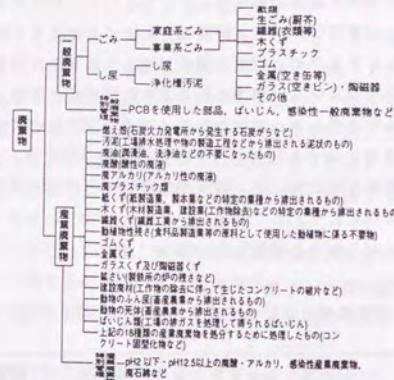 紙類
生ごみ(厨芥)
繊維(衣類等)
木くず
プラスチック
ゴム
金属(空き缶等)
ガラス(空きビン)・陶磁器
その他
家庭系ごみ
事業系ごみ
ごみ
し尿
し尿
浄化槽汚泥
一般廃棄物
特別管理一般廃棄物
PCBを使用した部品、ばいじん、感染性一般廃棄物など
廃棄物
産業廃棄物
燃え殻(石炭火力発電所から発生する石炭がらなど)
汚泥(工場排水処理や物の製造工程などから排出される泥状のもの)
廃油(潤滑油、洗浄油などの不要になったもの)
廃酸(酸性の廃液)
廃アルカリ(アルカリ性の廃液)
廃プラスチック類
紙くず(紙製造業、製本業などの特定の業種から排出されるもの)
木くず(木材製造業、建設業(工作物除去)などの特定の業種から排出されるもの
繊維くず(繊維工業から排出されるもの)
動植物性残さ(食料品製造業等の原料として使用した動植物に係る不要物)
ゴムくず
金属くず
ガラスくず及び陶磁器くず
鉱さい(製鉄所の炉の残さなど)
建設廃材(工作物の除去に伴って生じたコンクリートの破片など)
動物のふん尿(畜産農業から排出されるもの)
動物の死体(畜産農業から排出されるもの)
ばいじん類(工場の排ガスを処理して得られるばいじん)
上記の18種類の産業廃棄物を処分するために処理したもの(コン
クリート固型化物など)
特別管理産業廃棄物
pH2 以下・pH12.5以上の廃酸・アルカリ、感染性産業廃棄物、
廃石綿など